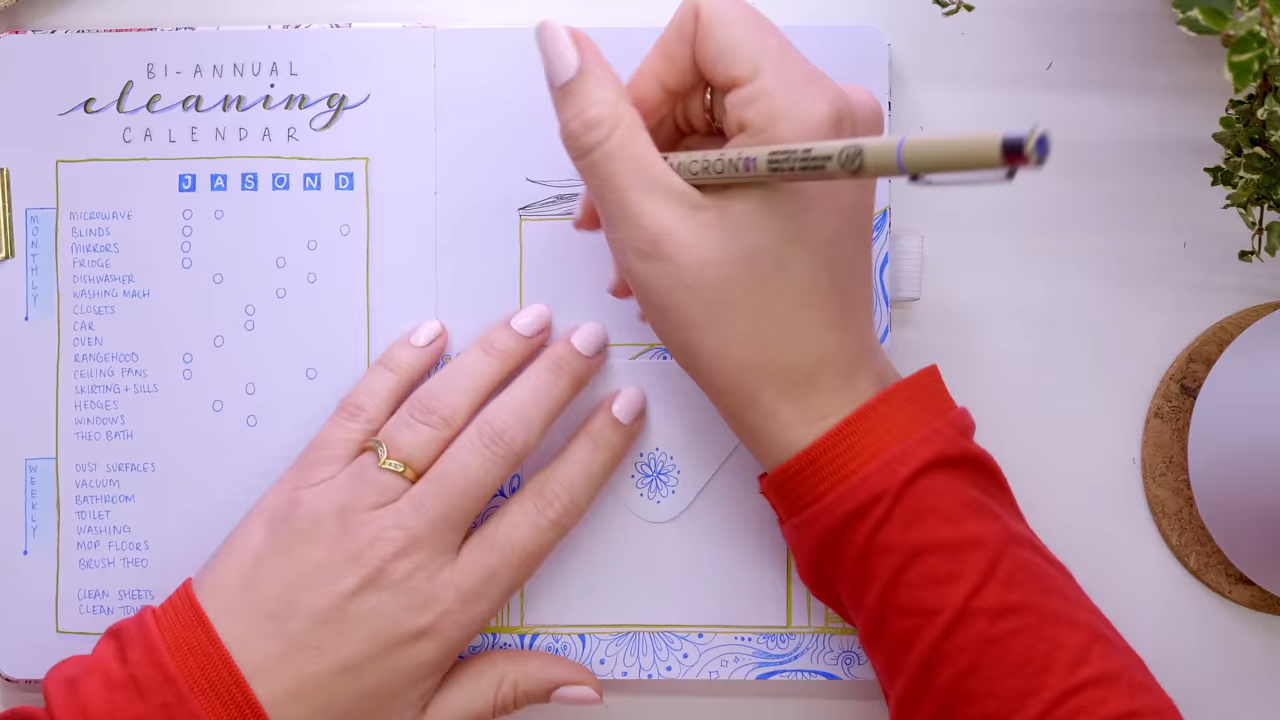 BI-ANNUAL
cleaning
CALENDAR
J A S O N D
MONTHLY
MICROWAVE
BLINDS
MIRRORS
FRIDGE
DISHWASHER
WASHING MACH
CLOSETS
CAR
OVEN
RANGEHOOD
CEILING FANS
SKIRTING + SILLS
HEDGES
WINDOWS
THEO BATH
WEEKLY
DUST SURFACES
VACUUM
BATHROOM
TOILET
WASHING
MOP FLOORS
BRUSH THEO
CLEAN SHEETS
CLEAN
MICRON 01